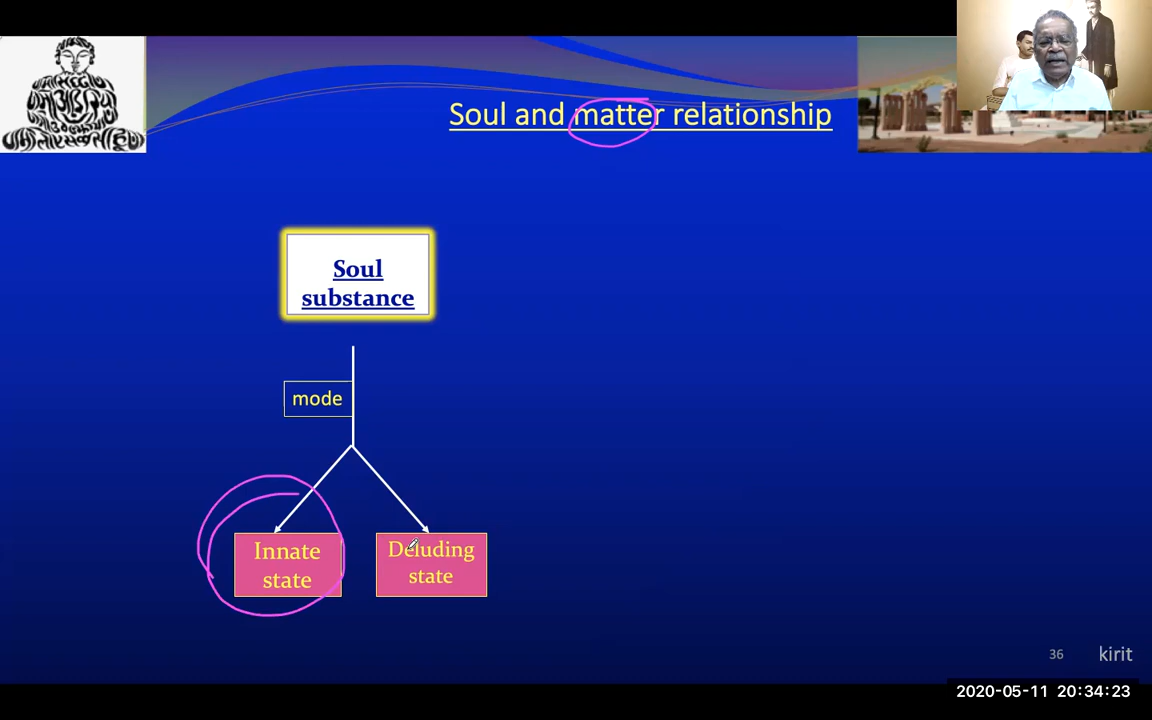 Soul and matter relationship
Soul
substance
mode
Innate
state
Deluding
state
36
kirit
2020-05-11 20:34:23